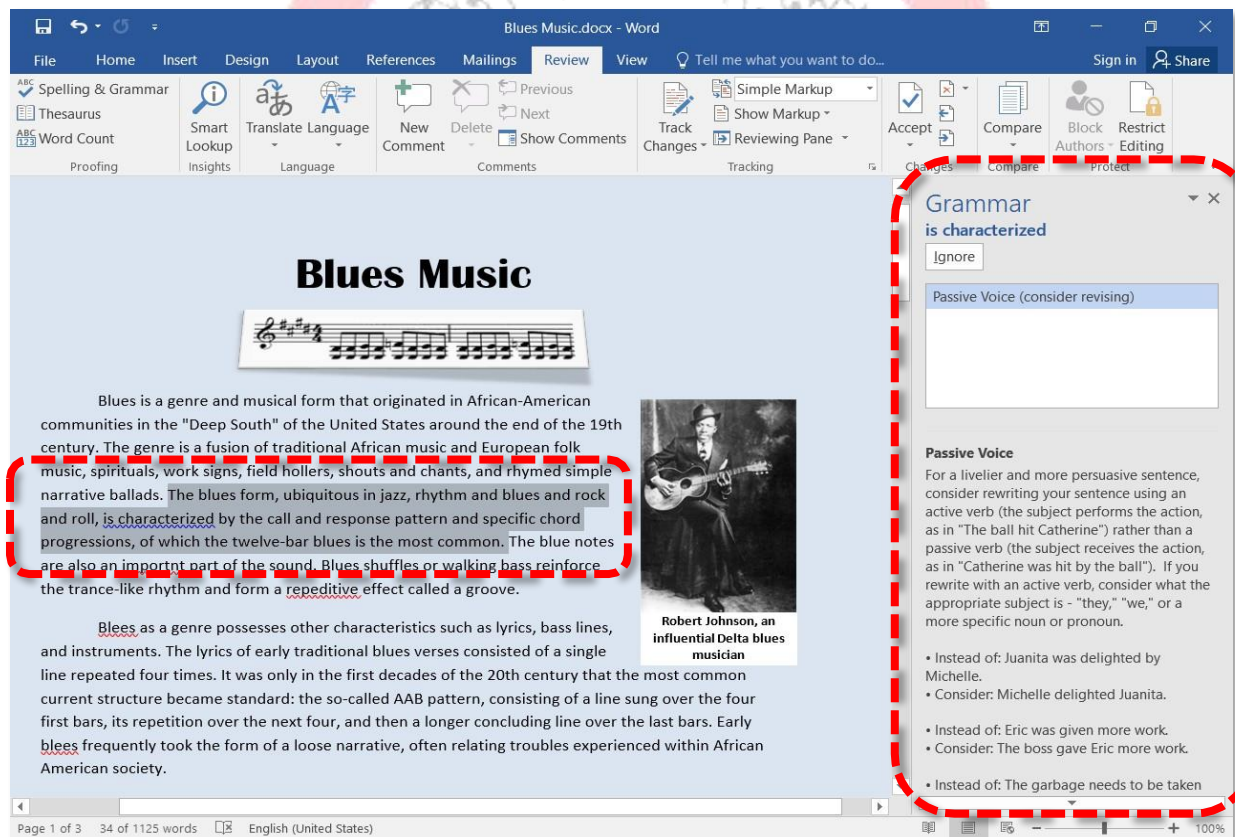 Blues Music.docx - Word
File Home Insert Design Layout References Mailings Review View Tell me what you want to do... Sign in Share
ABC Spelling & Grammar
Thesaurus
ABC 123 Word Count
Proofing
Smart Lookup
Insights
Translate Language
Language
New Comment
Delete
Previous
Next
Show Comments
Comments
Track Changes
Simple Markup
Show Markup
Reviewing Pane
Tracking
Accept
Changes
Compare
Compare
Block Authors
Restrict Editing
Protect
Blues Music
Blues is a genre and musical form that originated in African-American
communities in the "Deep South" of the United States around the end of the 19th
century. The genre is a fusion of traditional African music and European folk
music, spirituals, work signs, field hollers, shouts and chants, and rhymed simple
narrative ballads. The blues form, ubiquitous in jazz, rhythm and blues and rock
and roll, is characterized by the call and response pattern and specific chord
progressions, of which the twelve-bar blues is the most common. The blue notes
are also an importnt part of the sound. Blues shuffles or walking bass reinforce
the trance-like rhythm and form a repeditive effect called a groove.
Robert Johnson, an
influential Delta blues
musician
Blees as a genre possesses other characteristics such as lyrics, bass lines,
and instruments. The lyrics of early traditional blues verses consisted of a single
line repeated four times. It was only in the first decades of the 20th century that the most common
current structure became standard: the so-called AAB pattern, consisting of a line sung over the four
first bars, its repetition over the next four, and then a longer concluding line over the last bars. Early
blees frequently took the form of a loose narrative, often relating troubles experienced within African
American society.
Grammar
is characterized
Ignore
Passive Voice (consider revising)
Passive Voice
For a livelier and more persuasive sentence,
consider rewriting your sentence using an
active verb (the subject performs the action,
as in "The ball hit Catherine") rather than a
passive verb (the subject receives the action,
as in "Catherine was hit by the ball"). If you
rewrite with an active verb, consider what the
appropriate subject is - "they," "we," or a
more specific noun or pronoun.
• Instead of: Juanita was delighted by
Michelle.
• Consider: Michelle delighted Juanita.
• Instead of: Eric was given more work.
• Consider: The boss gave Eric more work.
• Instead of: The garbage needs to be taken
Page 1 of 3 34 of 1125 words English (United States) 100%